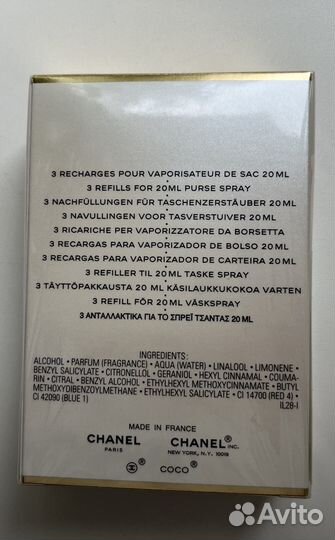 3 RECHARGES POUR VAPORISATEUR DE SAC 20 ML
3 REFILLS FOR 20ML PURSE SPRAY
3 NACHFÜLLUNGEN FÜR TASCHENZERSTÄUBER 20 ML
3 NAVULLINGEN VOOR TASVERSTUIVER 20 ML
3 RICARICHE PER VAPORIZZATORE DA BORSETTA
3 RECARGAS PARA VAPORIZADOR DE BOLSO 20 ML
3 RECARGAS PARA VAPORIZADOR DE CARTEIRA 20 ML
3 REFILLER TIL 20 ML TASKE SPRAY
3 TÄYTTÖPAKKAUSTA 20 ML KÄSILAUKKUKOKOA VARTEN
3 REFILL FÖR 20 ML VÄSKSPRAY
3 ΑΝΤΑΛΛΑΚΤΙΚΑ ΓΙΑ ΤΟ ΣΠΡΕΪ ΤΣΑΝΤΑΣ 20 ML
INGREDIENTS:
ALCOHOL • PARFUM (FRAGRANCE) • AQUA (WATER) • LINALOOL • LIMONENE •
BENZYL SALICYLATE • CITRONELLOL • GERANIOL • HEXYL CINNAMAL • COUMA-
RIN • CITRAL • BENZYL ALCOHOL • ETHYLHEXYL METHOXYCINNAMATE • BUTYL
METHOXYDIBENZOYLMETHANE • ETHYLHEXYL SALICYLATE • CI 14700 (RED 4) •
CI 42090 (BLUE 1) IL28-I
MADE IN FRANCE
CHANEL CHANEL® INC.
PARIS NEW YORK, N.Y. 10019
® COCO®
Avito